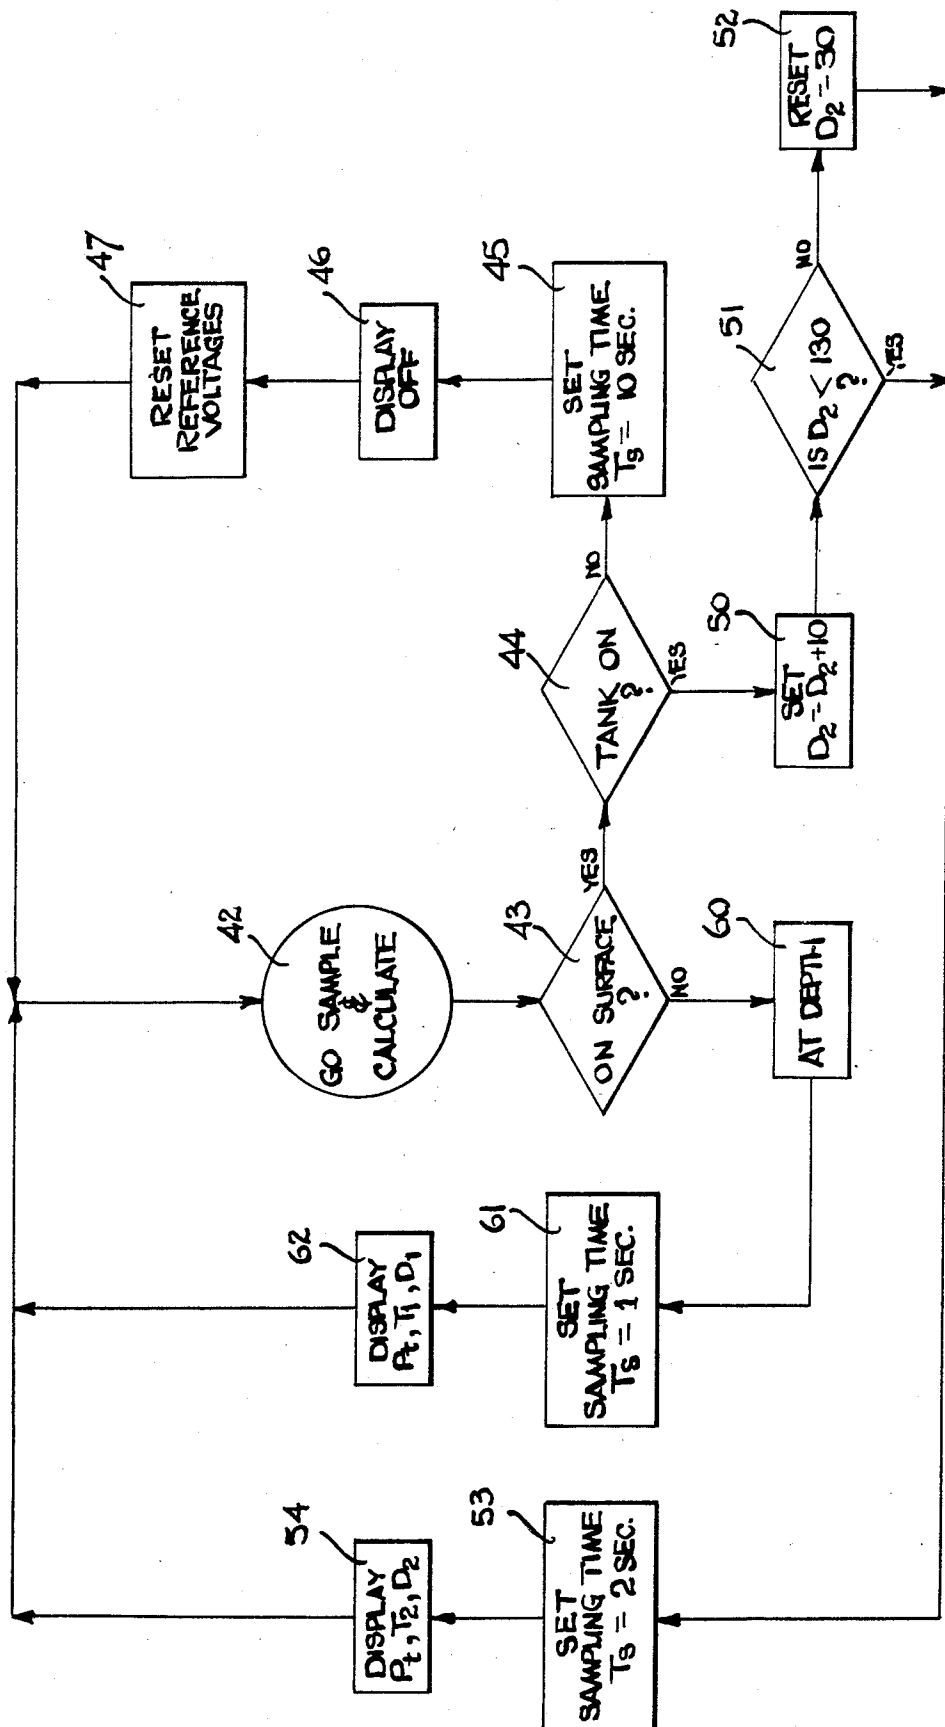 54
DISPLAY
Pt, T2, D2
53
SET
SAMPLING TIME
Ts = 2 SEC.
62
DISPLAY
Pt, T1, D1
61
SET
SAMPLING TIME
Ts = 1 SEC.
42
GO SAMPLE
&
CALCULATE
43
ON SURFACE
?
YES
NO
60
AT DEPTH
44
TANK ON
?
NO
YES
47
RESET
REFERENCE
VOLTAGES
46
DISPLAY
OFF
45
SET
SAMPLING TIME
Ts = 10 SEC.
50
SET
D2 = D2+10
51
IS D2 < 130
?
NO
YES
52
RESET
D2 = 30